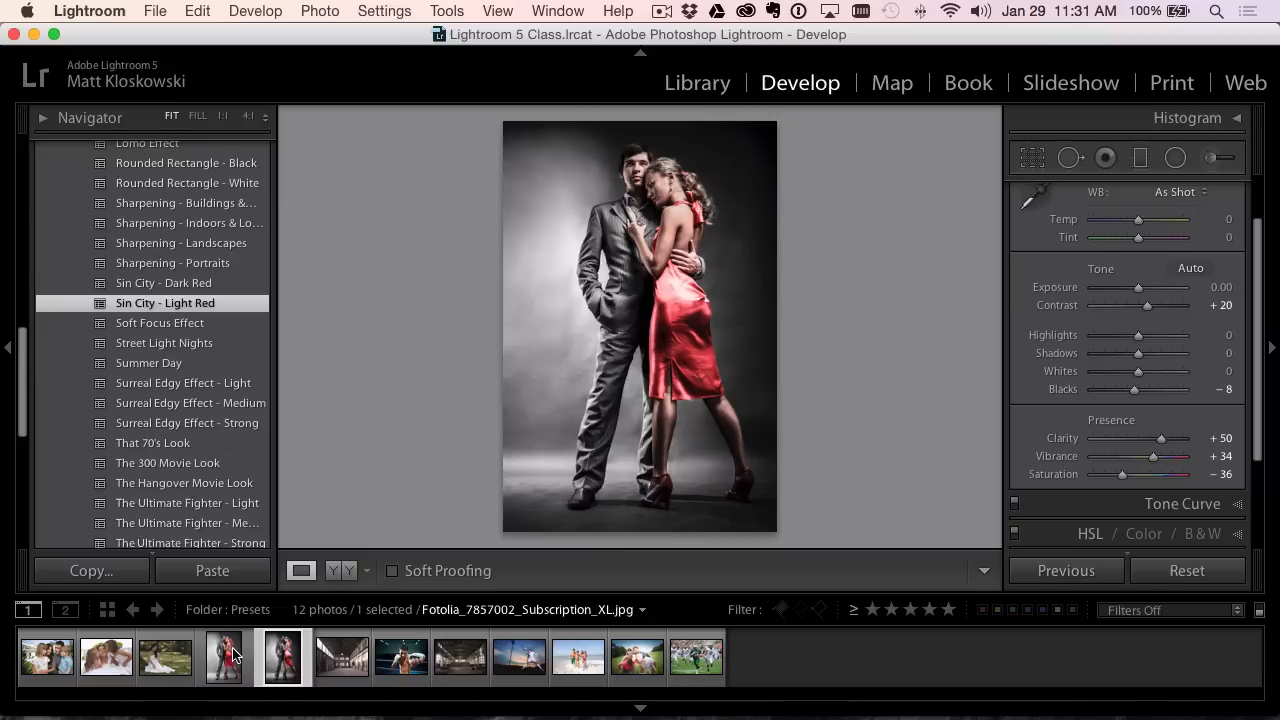 Lightroom File Edit Develop Photo Settings Tools View Window Help Jan 29 11:31 AM 100%
Lightroom 5 Class.lrcat - Adobe Photoshop Lightroom - Develop
Lr Adobe Lightroom 5
Matt Kloskowski
Library Develop Map Book Slideshow Print Web
Navigator FIT FILL 1:1 4:1
Histogram
Lomo Effect
Rounded Rectangle - Black
Rounded Rectangle - White
Sharpening - Buildings &...
Sharpening - Indoors & Lo...
Sharpening - Landscapes
Sharpening - Portraits
Sin City - Dark Red
Sin City - Light Red
Soft Focus Effect
Street Light Nights
Summer Day
Surreal Edgy Effect - Light
Surreal Edgy Effect - Medium
Surreal Edgy Effect - Strong
That 70's Look
The 300 Movie Look
The Hangover Movie Look
The Ultimate Fighter - Light
The Ultimate Fighter - Me...
The Ultimate Fighter - Strong
WB: As Shot
Temp 0
Tint 0
Tone Auto
Exposure 0.00
Contrast + 20
Highlights 0
Shadows 0
Whites 0
Blacks - 8
Presence
Clarity + 50
Vibrance + 34
Saturation - 36
Tone Curve
HSL / Color / B & W
Copy... Paste
YY Soft Proofing
Previous Reset
1 2 Folder : Presets 12 photos / 1 selected / Fotolia_7857002_Subscription_XL.jpg Filter : ≥ ★★★★★ Filters Off